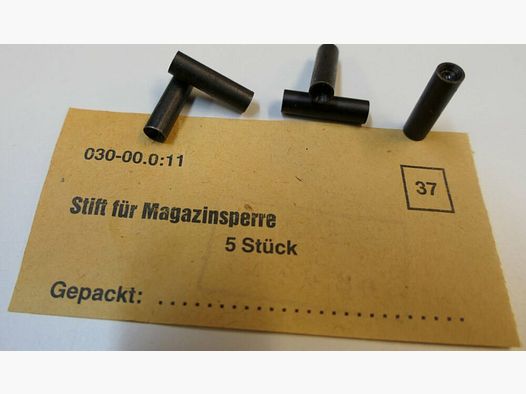 030-00.0:11
37
Stift für Magazinsperre
5 Stück
Gepackt: ..............................